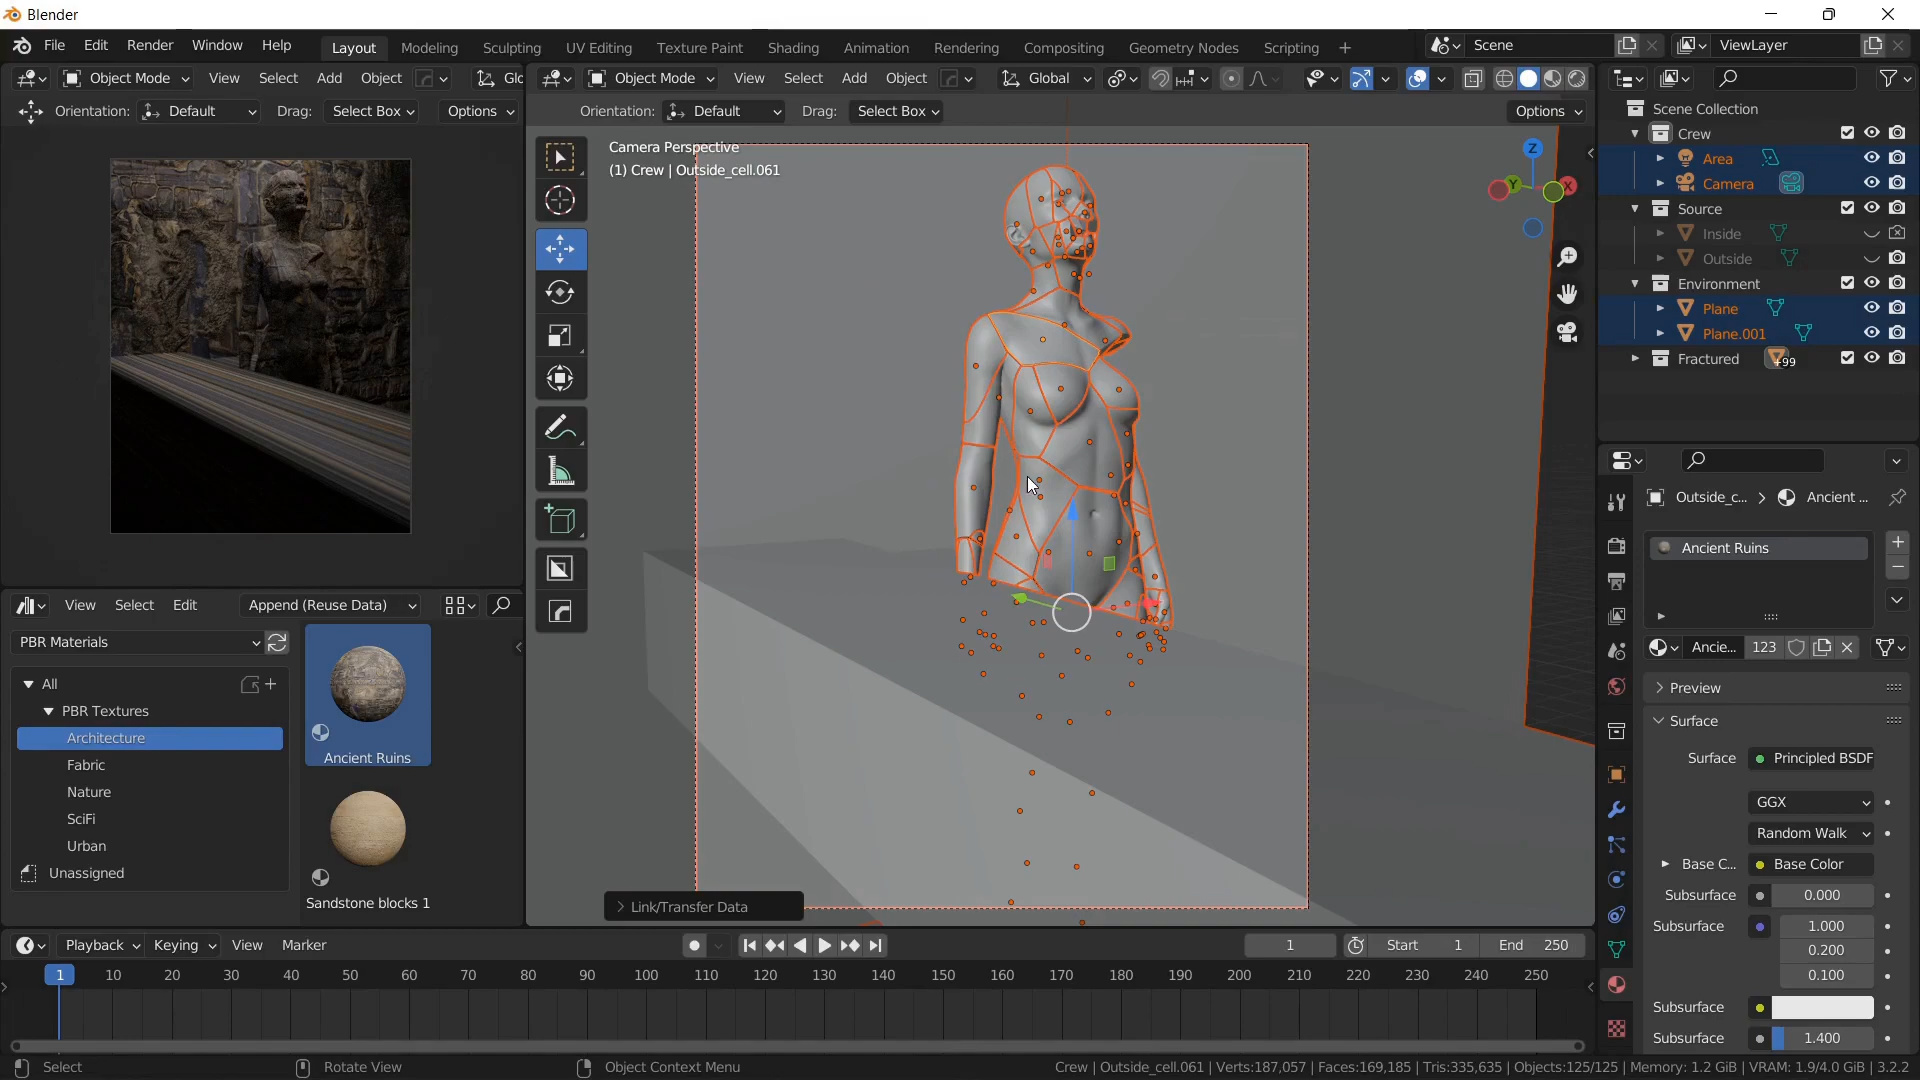 Blender
File Edit Render Window Help Layout Modeling Sculpting UV Editing Texture Paint Shading Animation Rendering Compositing Geometry Nodes Scripting + Scene ViewLayer
Object Mode View Select Add Object Glo Object Mode View Select Add Object Global
Orientation: Default Drag: Select Box Options Orientation: Default Drag: Select Box Options
Camera Perspective
(1) Crew | Outside_cell.061
Z
Y
X
Scene Collection
Crew
Area
Camera
Source
Inside
Outside
Environment
Plane
Plane.001
Fractured +99
Outside_c... > Ancient ...
Ancient Ruins
Ancie... 123
Preview
Surface
Surface Principled BSDF
GGX
Random Walk
Base C... Base Color
Subsurface 0.000
Subsurface 1.000
0.200
0.100
Subsurface
Subsurface 1.400
View Select Edit Append (Reuse Data)
PBR Materials
All
PBR Textures
Architecture
Fabric
Nature
SciFi
Urban
Unassigned
Ancient Ruins
Sandstone blocks 1
> Link/Transfer Data
Playback Keying View Marker 1 Start 1 End 250
1 10 20 30 40 50 60 70 80 90 100 110 120 130 140 150 160 170 180 190 200 210 220 230 240 250
Select Rotate View Object Context Menu Crew | Outside_cell.061 | Verts:187,057 | Faces:169,185 | Tris:335,635 | Objects:125/125 | Memory: 1.2 GiB | VRAM: 1.9/4.0 GiB | 3.2.2